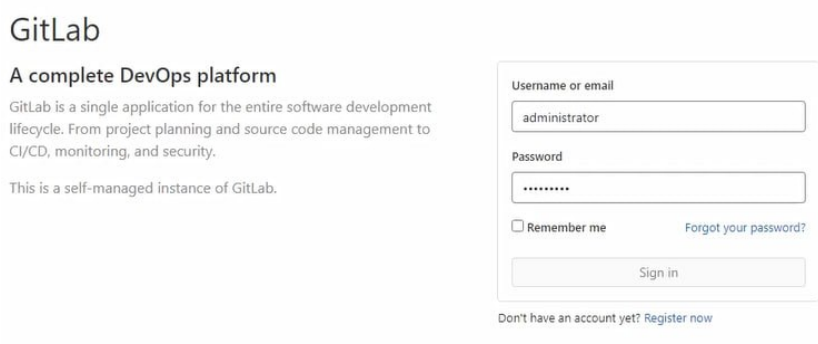 GitLab
A complete DevOps platform
GitLab is a single application for the entire software development
lifecycle. From project planning and source code management to
CI/CD, monitoring, and security.
This is a self-managed instance of GitLab.
Username or email
administrator
Password
•••••••••
Remember me
Forgot your password?
Sign in
Don't have an account yet? Register now